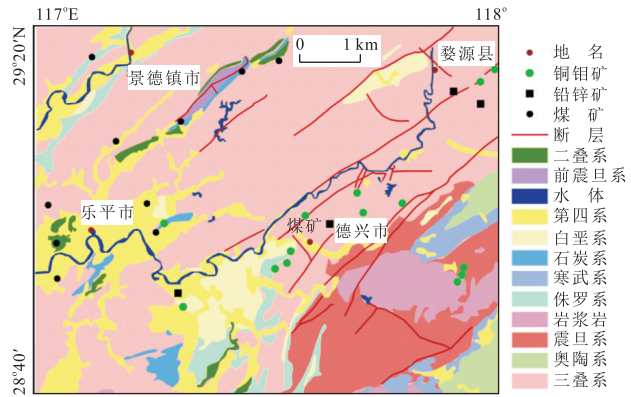 117°E
118°
29°20′N
28°40′
0 1 km
婺源县
景德镇市
乐平市
煤矿
德兴市
地 名
铜钼矿
铅锌矿
煤 矿
断 层
二叠系
前震旦系
水 体
第四系
白垩系
石炭系
寒武系
侏罗系
岩浆岩
震旦系
奥陶系
三叠系